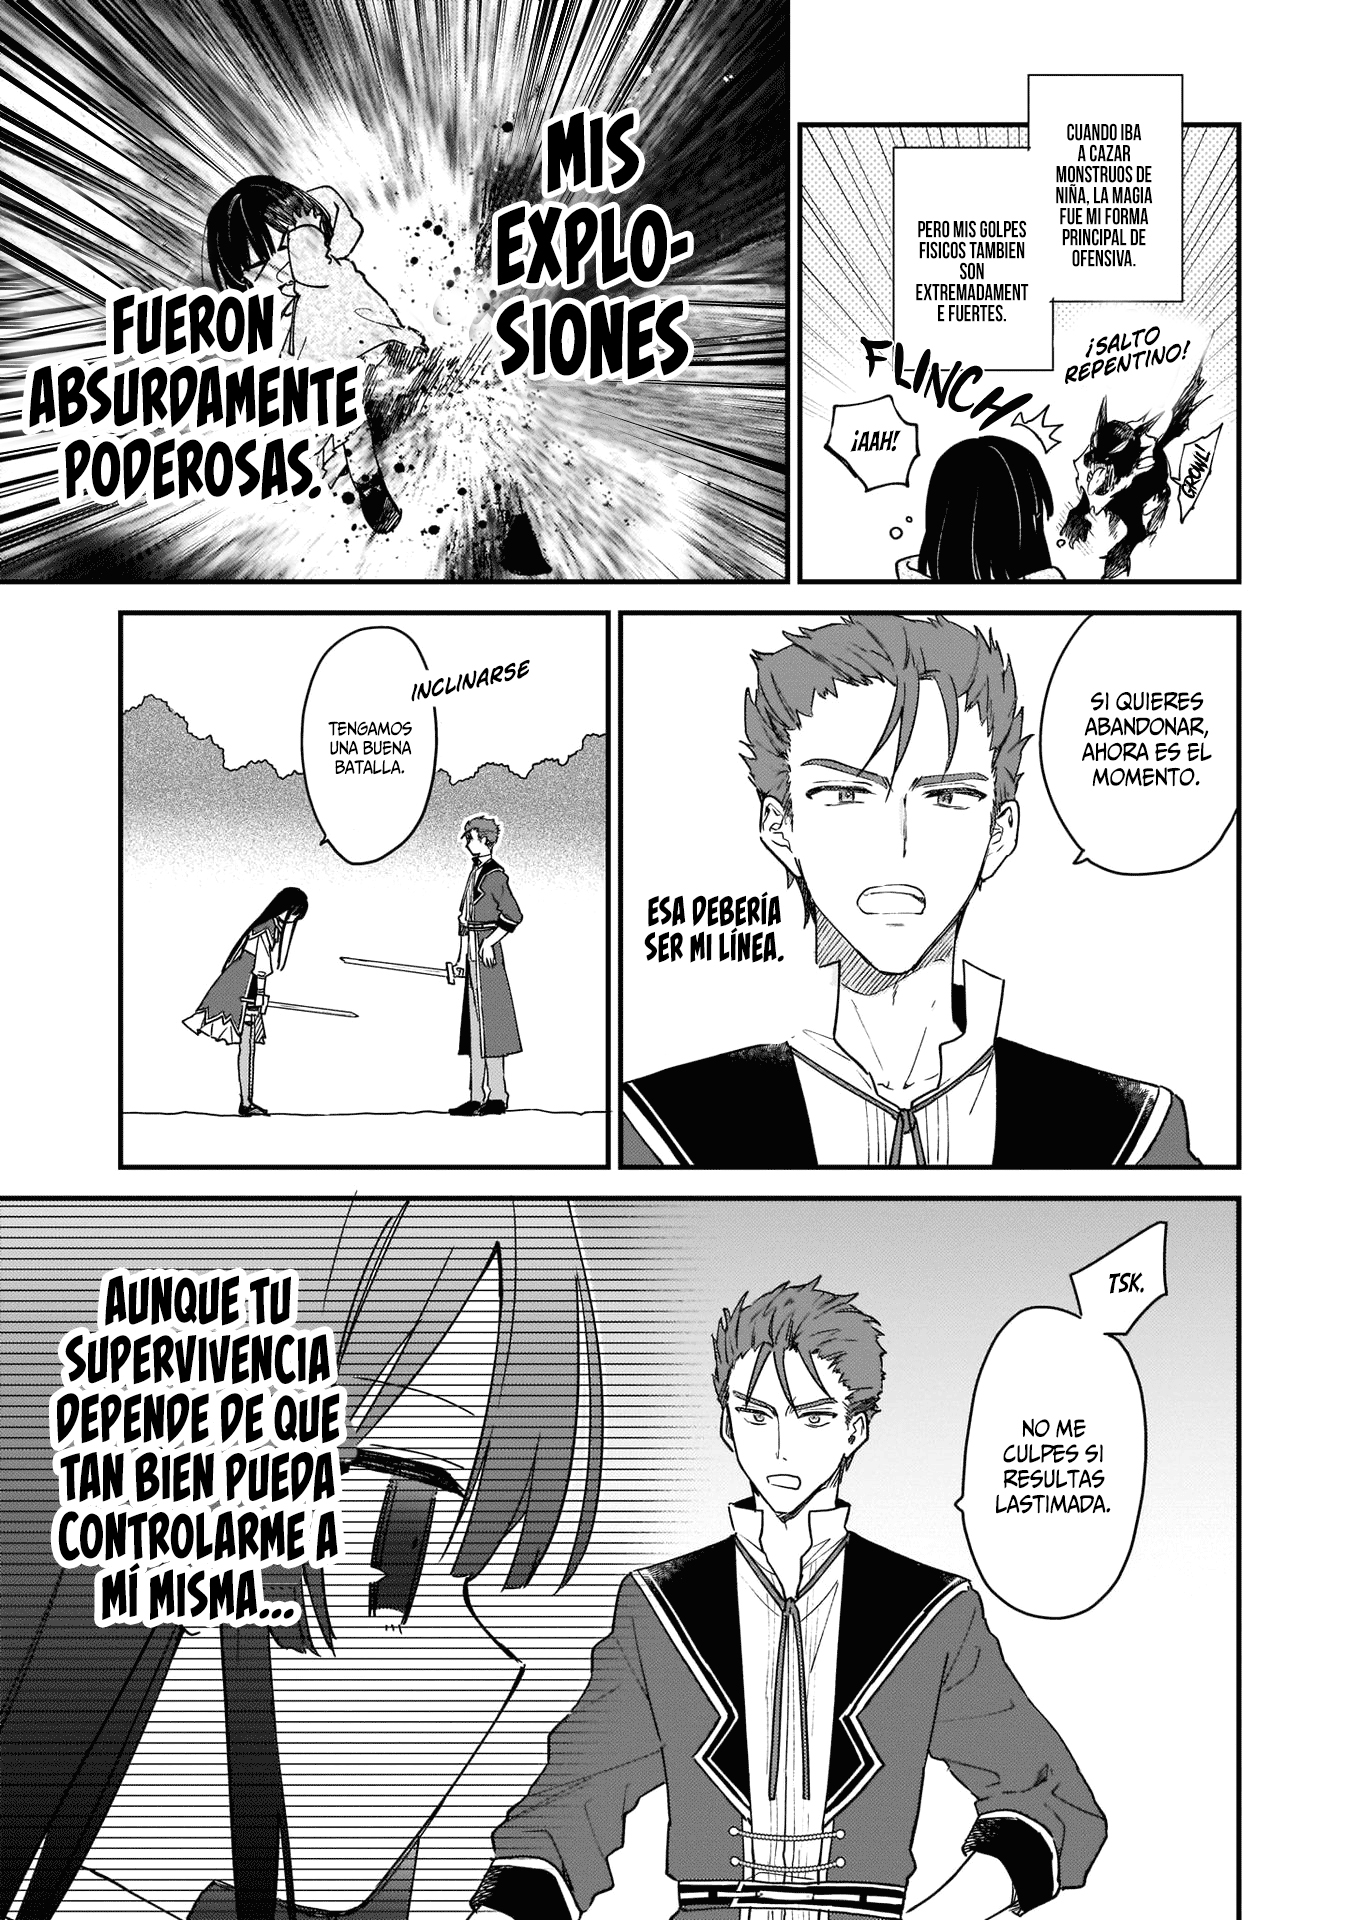 CUANDO IBA
A CAZAR
MONSTRUOS DE
NIÑA, LA MAGIA
FUE MI FORMA
PRINCIPAL DE
OFENSIVA.
PERO MIS GOLPES
FISICOS TAMBIEN
SON
EXTREMADAMENT
E FUERTES.
¡SALTO
REPENTINO!
GROWL
FLINCH
¡AAH!
MIS
EXPLO-
SIONES
FUERON
ABSURDAMENTE
PODEROSAS.
SI QUIERES
ABANDONAR,
AHORA ES EL
MOMENTO.
ESA DEBERÍA
SER MI LÍNEA.
INCLINARSE
TENGAMOS
UNA BUENA
BATALLA.
TSK.
NO ME
CULPES SI
RESULTAS
LASTIMADA.
AUNQUE TU
SUPERVIVENCIA
DEPENDE DE QUE
TAN BIEN PUEDA
CONTROLARME A
MÍ MISMA...